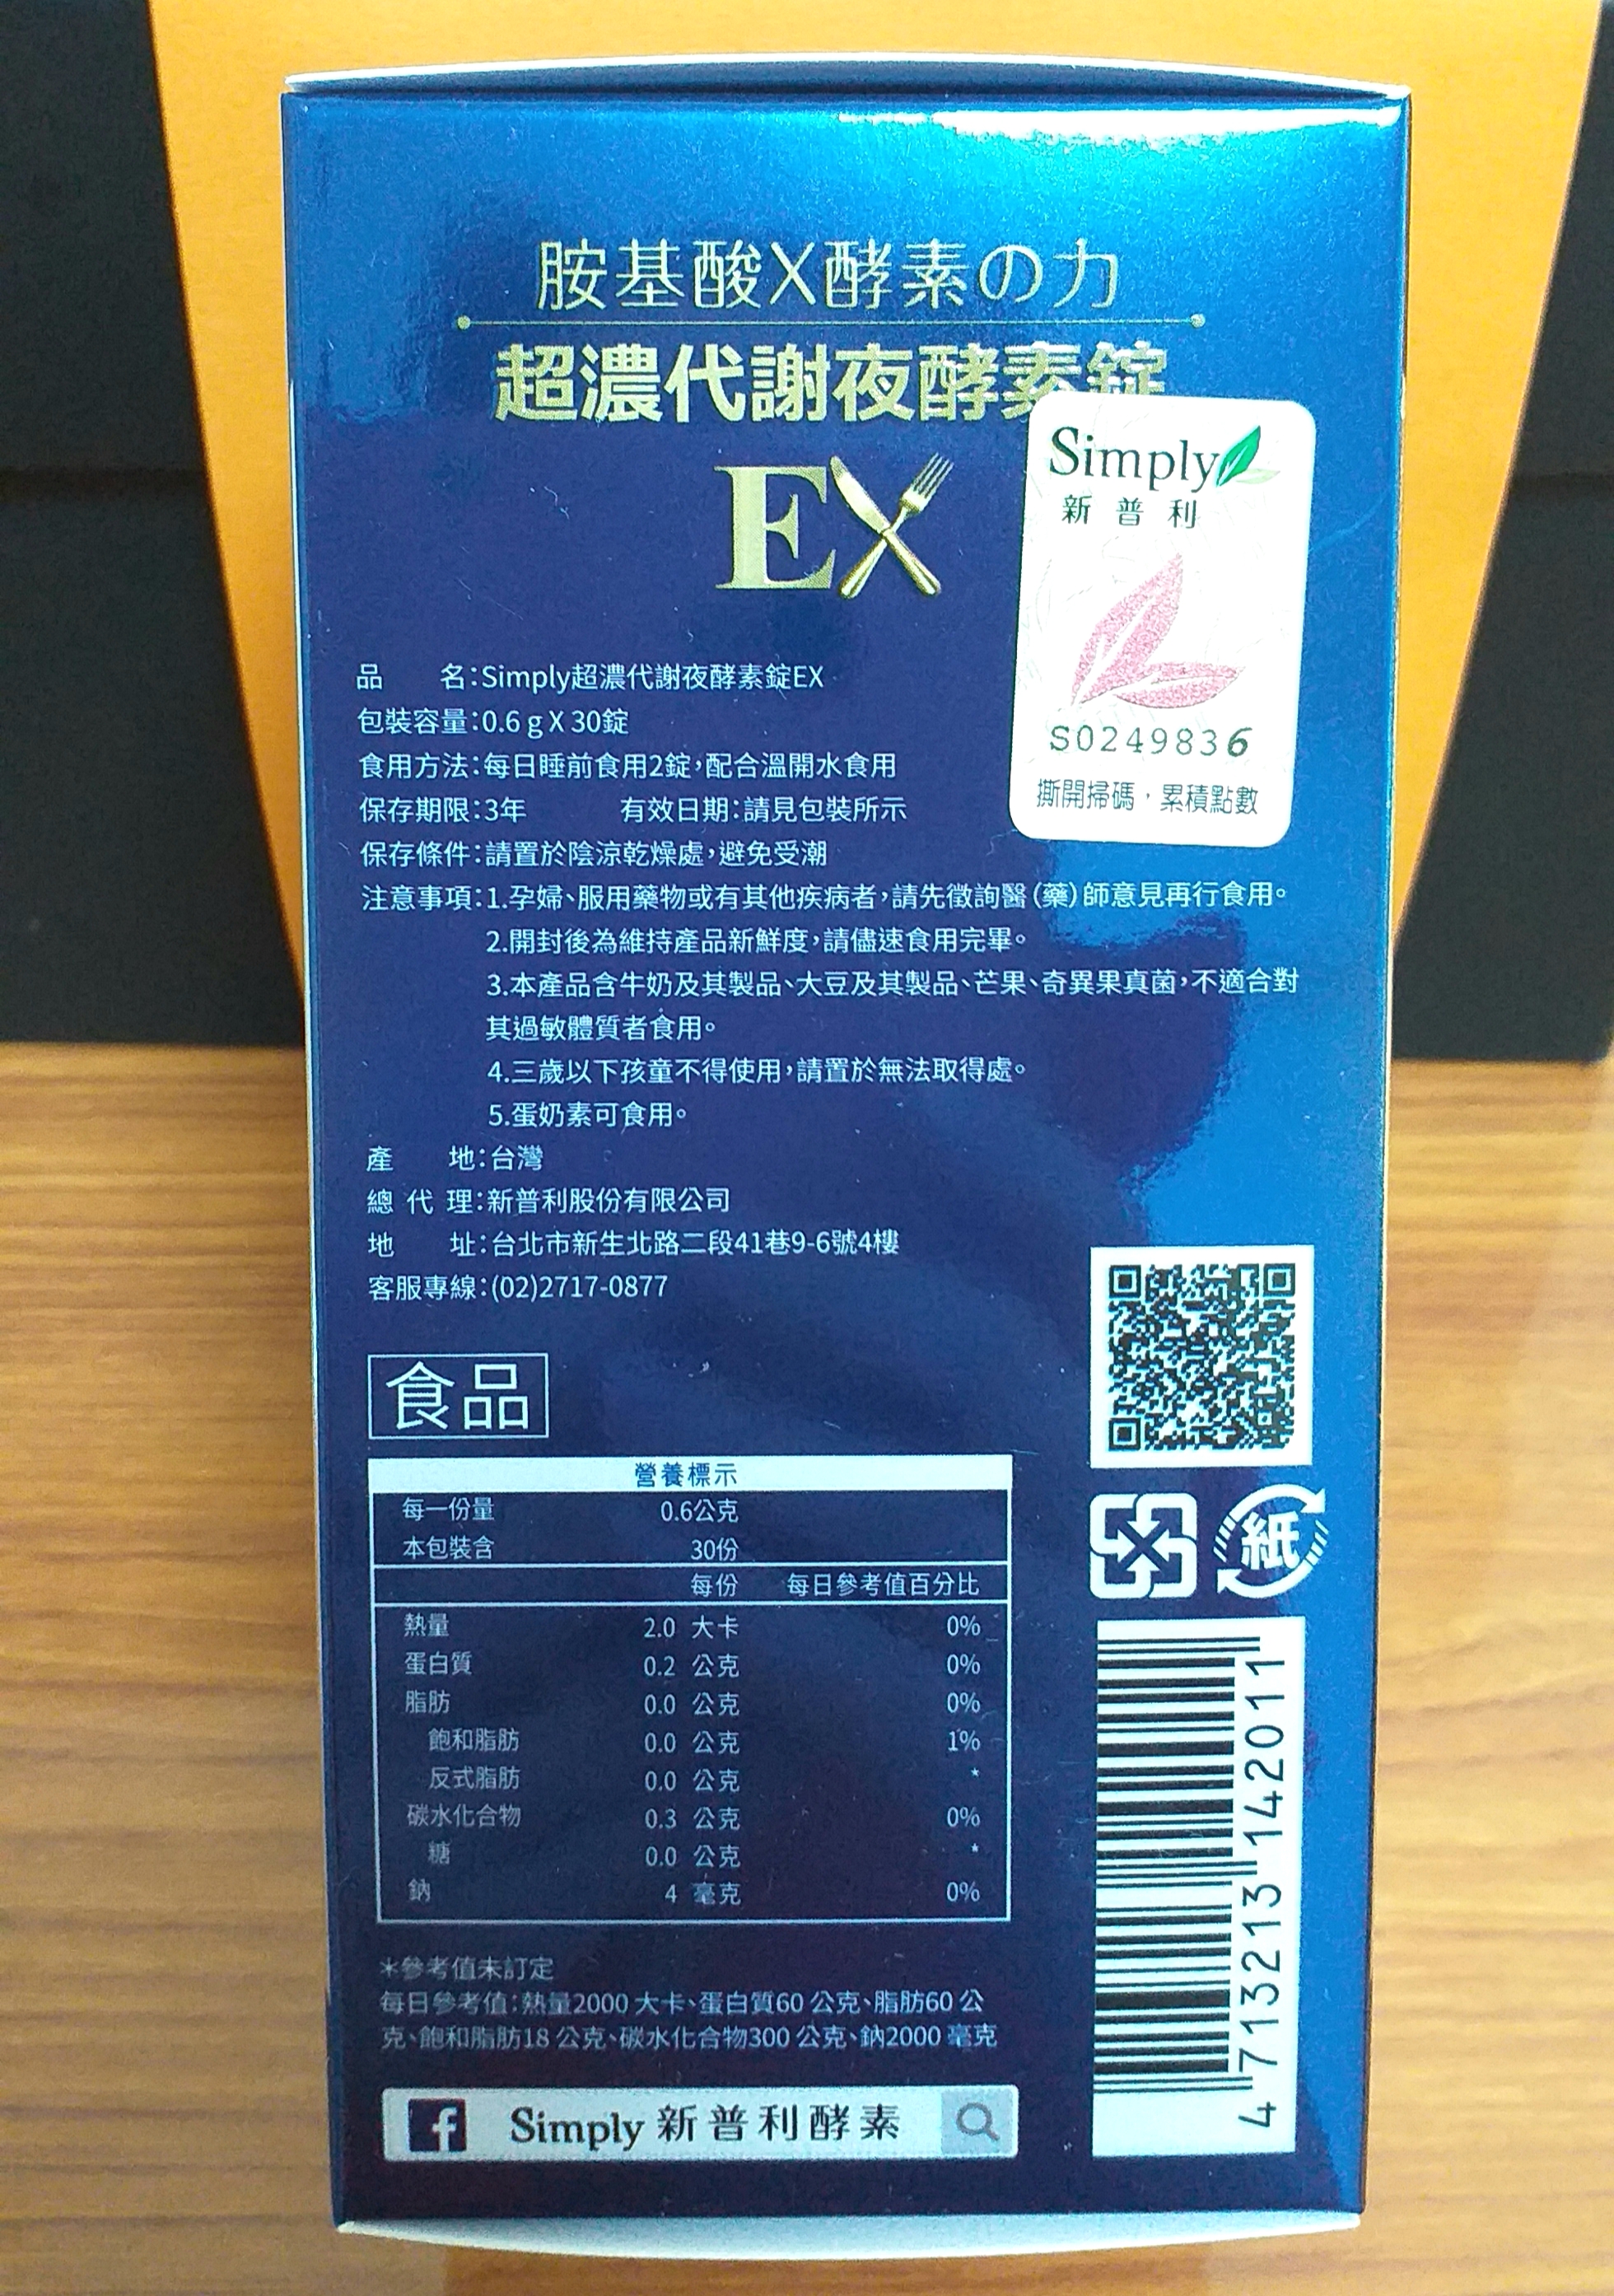 胺基酸X酵素の力
超濃代謝夜酵素錠
EX
Simply
新普利
S0249836
撕開掃碼，累積點數
品 名：Simply超濃代謝夜酵素錠EX
包裝容量：0.6 g X 30錠
食用方法：每日睡前食用2錠，配合溫開水食用
保存期限：3年 有效日期：請見包裝所示
保存條件：請置於陰涼乾燥處，避免受潮
注意事項：1.孕婦、服用藥物或有其他疾病者，請先徵詢醫（藥）師意見再行食用。
2.開封後為維持產品新鮮度，請儘速食用完畢。
3.本產品含牛奶及其製品、大豆及其製品、芒果、奇異果真菌，不適合對
其過敏體質者食用。
4.三歲以下孩童不得使用，請置於無法取得處。
5.蛋奶素可食用。
產 地：台灣
總 代 理：新普利股份有限公司
地 址：台北市新生北路二段41巷9-6號4樓
客服專線：(02)2717-0877
食品
營養標示
每一份量 0.6公克
本包裝含 30份
每份 每日參考值百分比
熱量 2.0 大卡 0%
蛋白質 0.2 公克 0%
脂肪 0.0 公克 0%
飽和脂肪 0.0 公克 1%
反式脂肪 0.0 公克 *
碳水化合物 0.3 公克 0%
糖 0.0 公克 *
鈉 4 毫克 0%
＊參考值未訂定
每日參考值：熱量2000 大卡、蛋白質60 公克、脂肪60 公
克、飽和脂肪18 公克、碳水化合物300 公克、鈉2000 毫克
紙
4 713213 142011
f Simply 新普利酵素